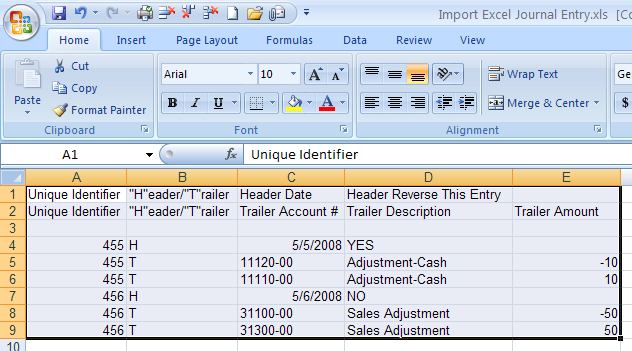 Import Excel Journal Entry.xls [Co
Home Insert Page Layout Formulas Data Review View
Paste
Cut
Copy
Format Painter
Clipboard
Arial 10 A A
B I U A
Font
Wrap Text
Merge & Center
Alignment
Ge
$
A1 fx Unique Identifier
A B C D E
1 Unique Identifier "H"eader/"T"railer Header Date Header Reverse This Entry
2 Unique Identifier "H"eader/"T"railer Trailer Account # Trailer Description Trailer Amount
3
4 455 H 5/5/2008 YES
5 455 T 11120-00 Adjustment-Cash -10
6 455 T 11110-00 Adjustment-Cash 10
7 456 H 5/6/2008 NO
8 456 T 31100-00 Sales Adjustment -50
9 456 T 31300-00 Sales Adjustment 50
10